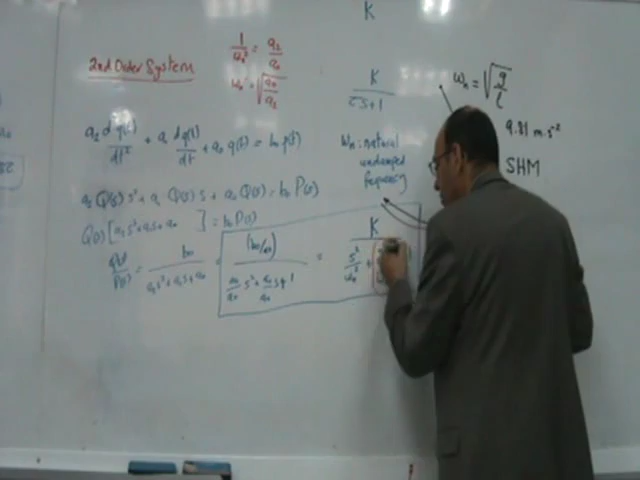 K
2nd Order System
1/ωn² = a2/a0
ωn = √(a0/a2)
K/(τs+1)
ωn = √(g/l)
9.81 m·s⁻²
SHM
ωn = natural
undamped
frequency
a2 d²q(t)/dt² + a1 dq(t)/dt + a0 q(t) = b0 p(t)
a2 Q(s) s² + a1 Q(s) s + a0 Q(s) = b0 P(s)
Q(s) [a2s² + a1s + a0] = b0 P(s)
Q(s)/P(s) = b0/(a2s² + a1s + a0) = (b0/a0)/(a2/a0 s² + a1/a0 s + 1) = K/(s²/ωn² +